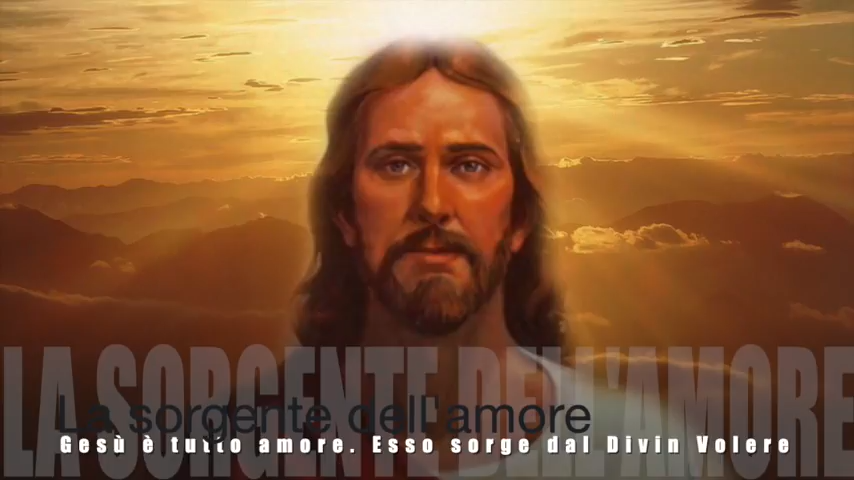 LA SORGENTE DELL'AMORE
La sorgente dell'amore
Gesù è tutto amore. Esso sorge dal Divin Volere